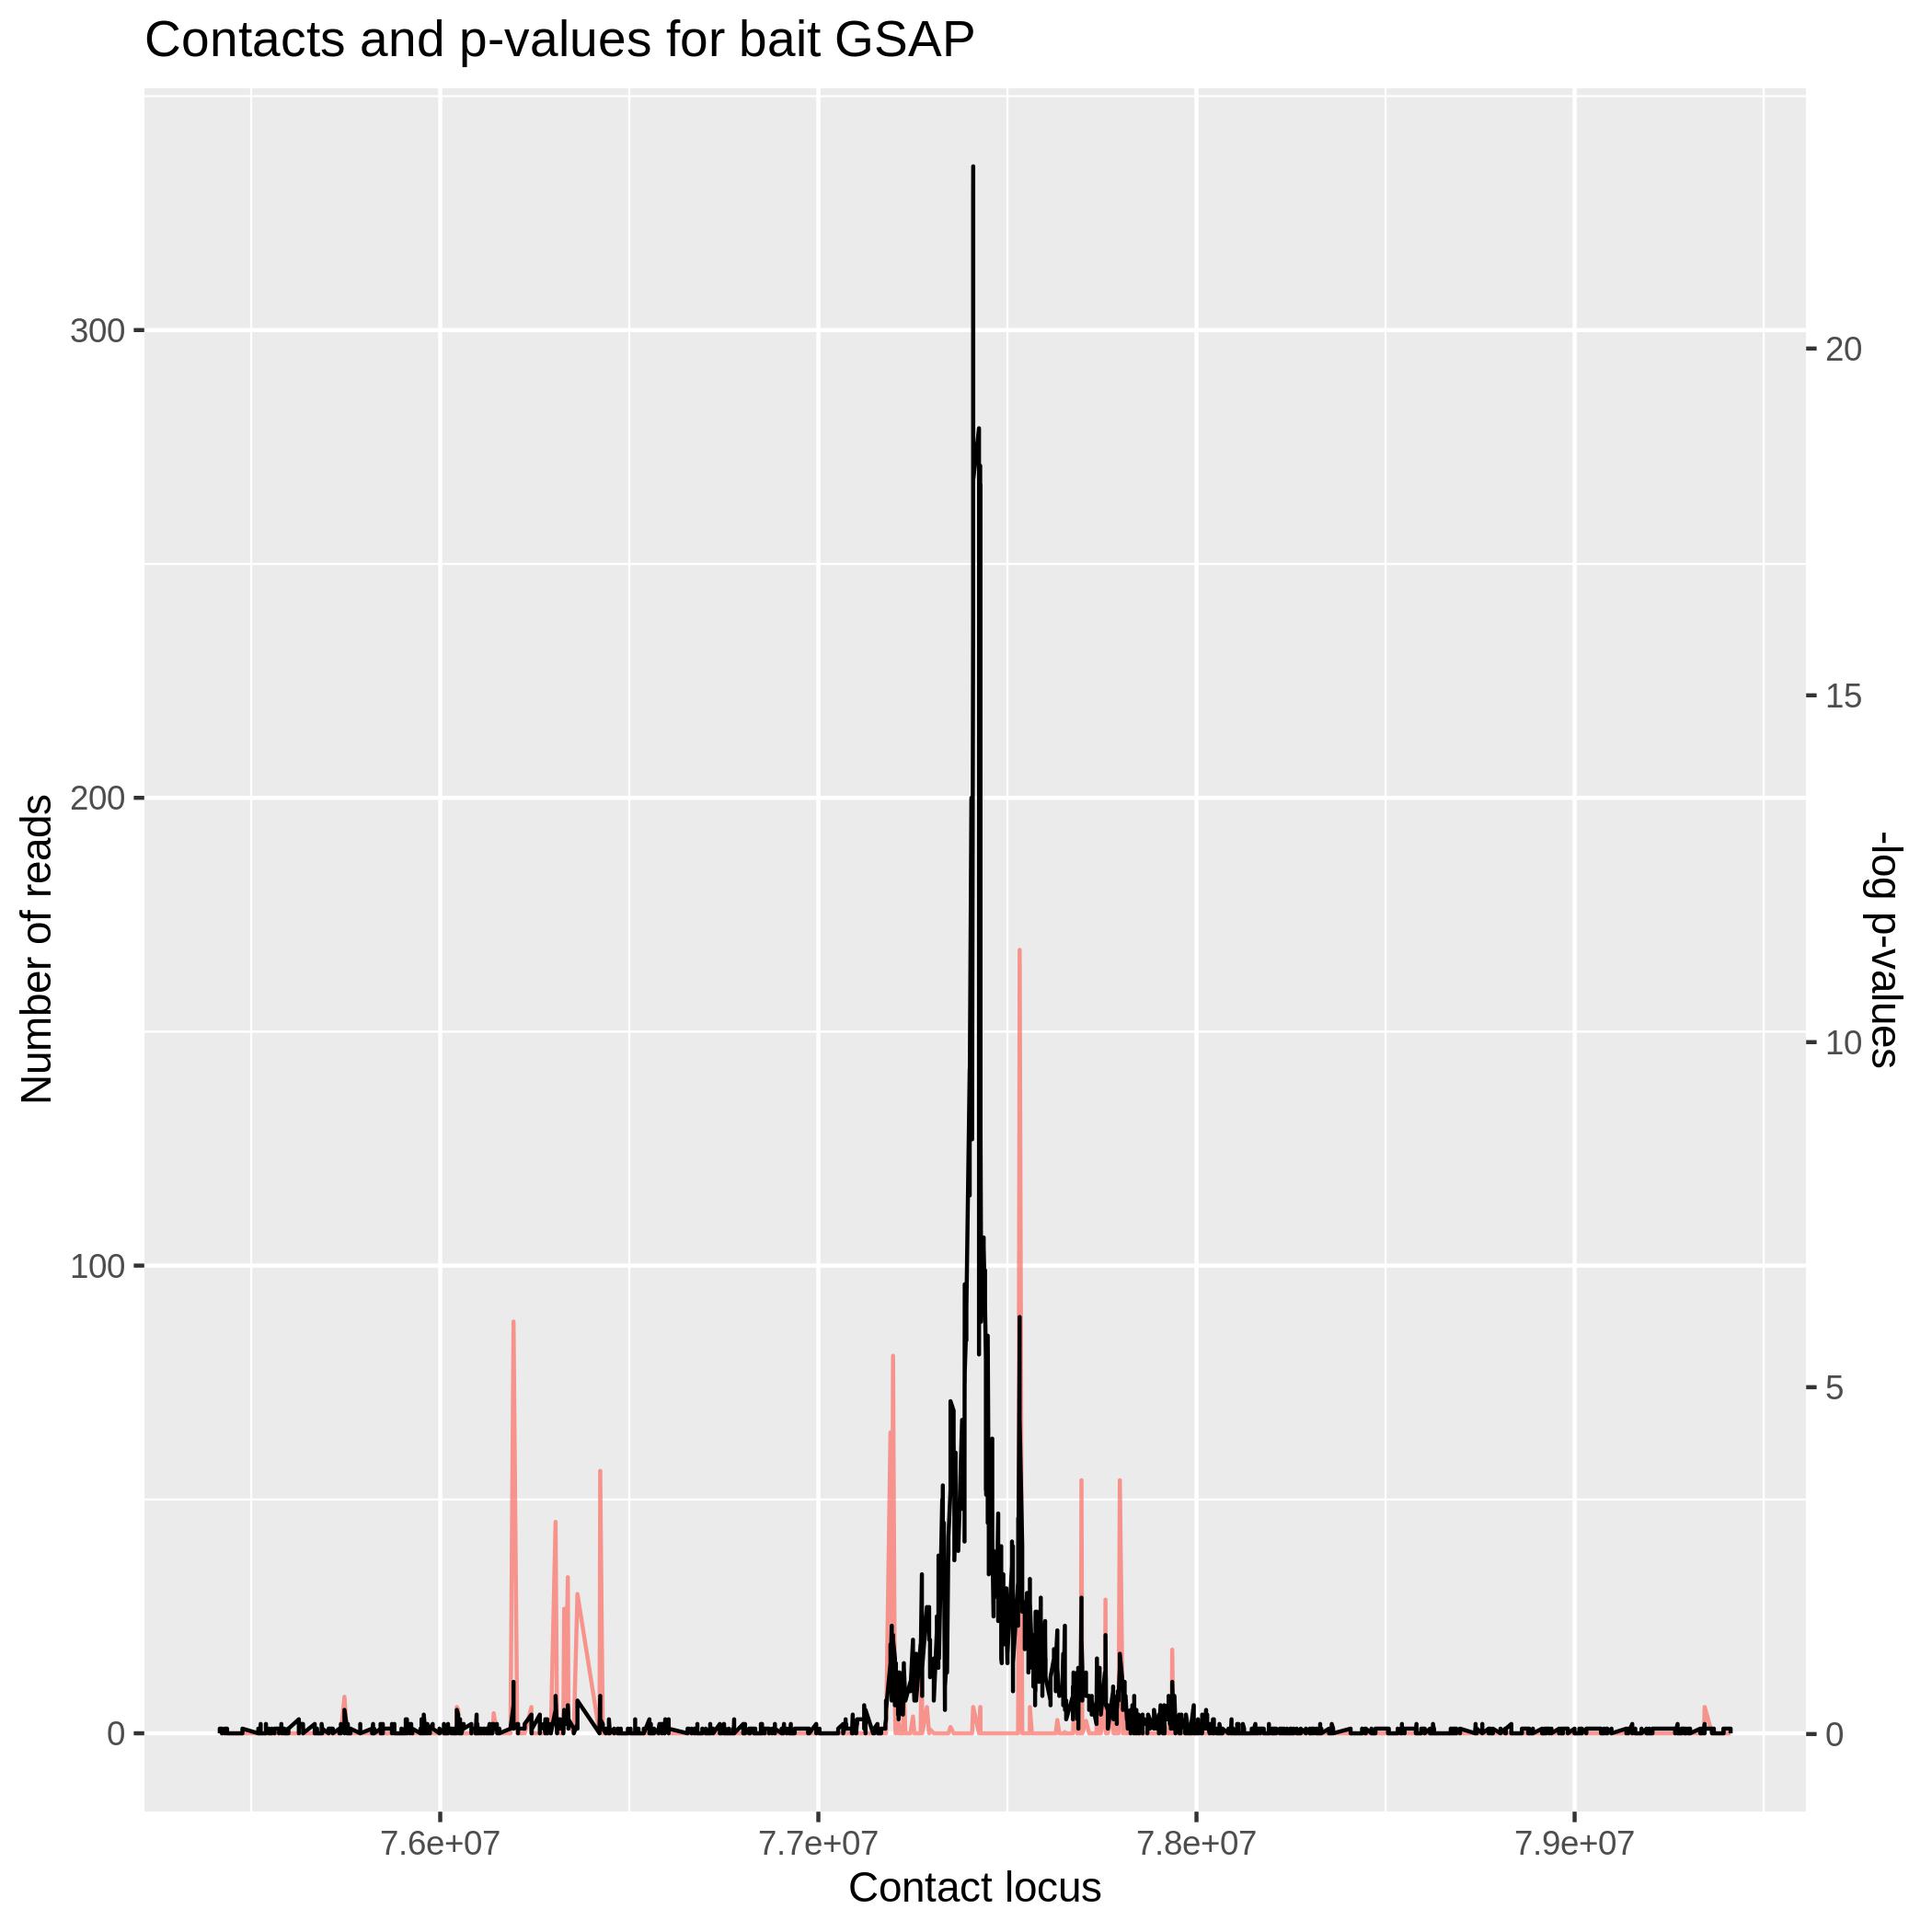 Contacts and p-values for bait GSAP
300
200
100
0
20
15
10
5
0
Number of reads
-log p-values
7.6e+07
7.7e+07
7.8e+07
7.9e+07
Contact locus